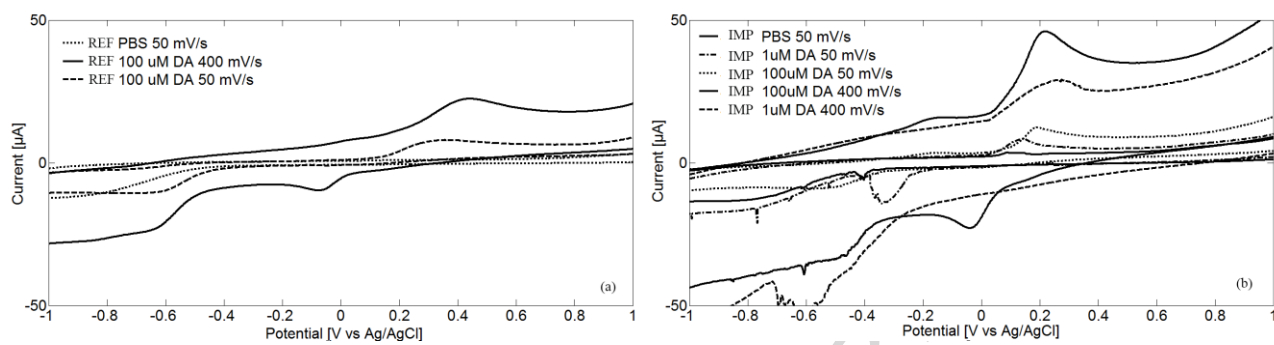 50
REF PBS 50 mV/s
REF 100 uM DA 400 mV/s
REF 100 uM DA 50 mV/s
Current [µA]
0
-50
-1 -0.8 -0.6 -0.4 -0.2 0 0.2 0.4 0.6 0.8 1
Potential [V vs Ag/AgCl]
(a)
50
IMP PBS 50 mV/s
IMP 1uM DA 50 mV/s
IMP 100uM DA 50 mV/s
IMP 100uM DA 400 mV/s
IMP 1uM DA 400 mV/s
Current [µA]
0
-50
-1 -0.8 -0.6 -0.4 -0.2 0 0.2 0.4 0.6 0.8 1
Potential [V vs Ag/AgCl]
(b)